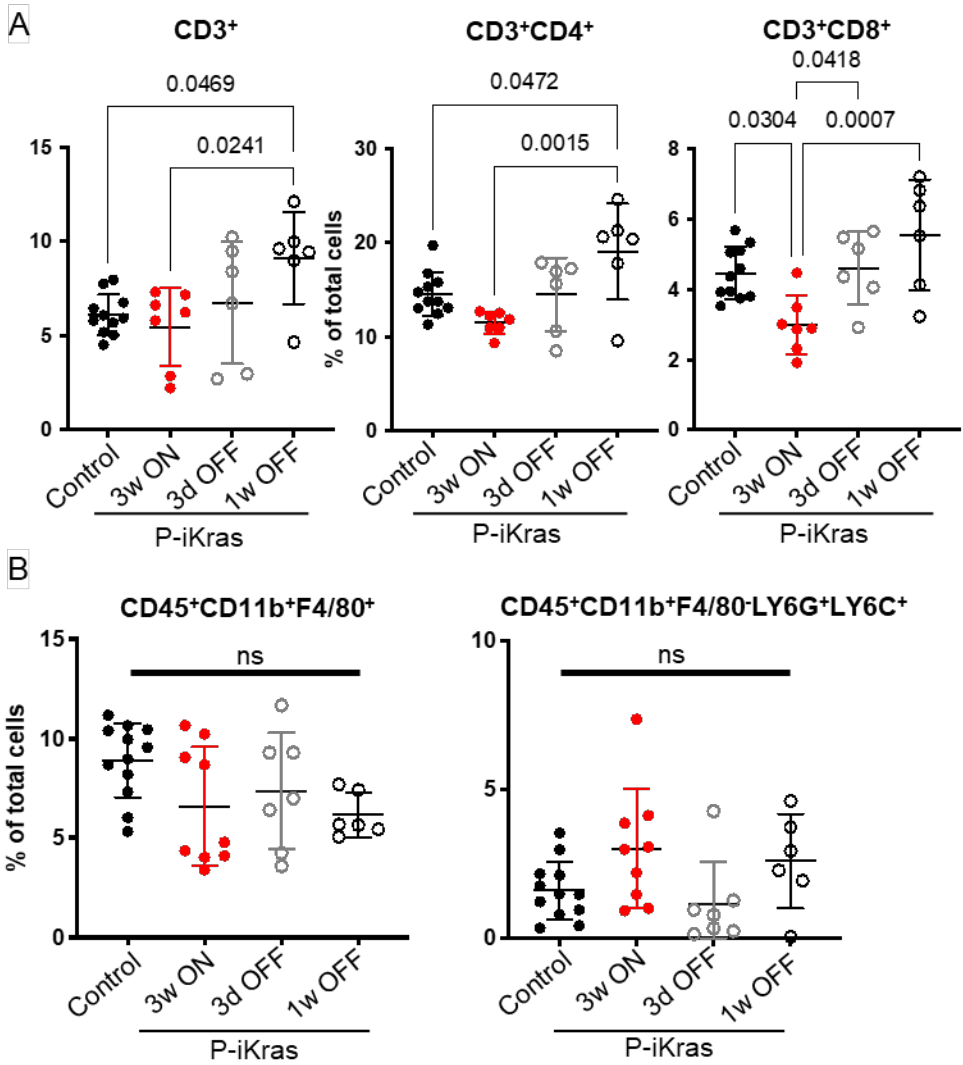 A
CD3⁺
0.0469
0.0241
15
10
5
0
Control
3w ON
3d OFF
1w OFF
P-iKras
CD3⁺CD4⁺
0.0472
0.0015
% of total cells
30
20
10
0
Control
3w ON
3d OFF
1w OFF
P-iKras
CD3⁺CD8⁺
0.0418
0.0304
0.0007
8
6
4
2
0
Control
3w ON
3d OFF
1w OFF
P-iKras
B
CD45⁺CD11b⁺F4/80⁺
ns
% of total cells
15
10
5
0
Control
3w ON
3d OFF
1w OFF
P-iKras
CD45⁺CD11b⁺F4/80⁻LY6G⁺LY6C⁺
ns
10
5
0
Control
3w ON
3d OFF
1w OFF
P-iKras